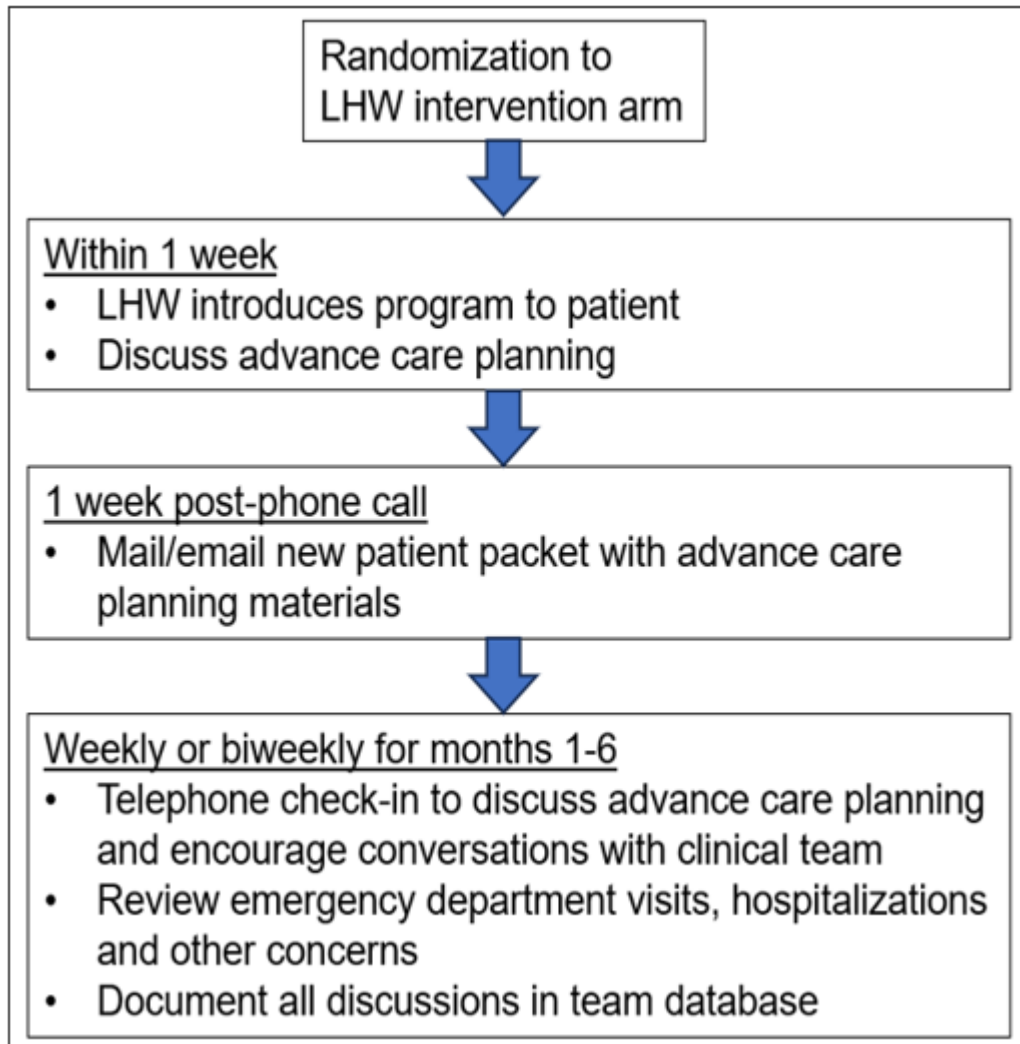 Randomization to
LHW intervention arm
Within 1 week
• LHW introduces program to patient
• Discuss advance care planning
1 week post-phone call
• Mail/email new patient packet with advance care
planning materials
Weekly or biweekly for months 1-6
• Telephone check-in to discuss advance care planning
and encourage conversations with clinical team
• Review emergency department visits, hospitalizations
and other concerns
• Document all discussions in team database